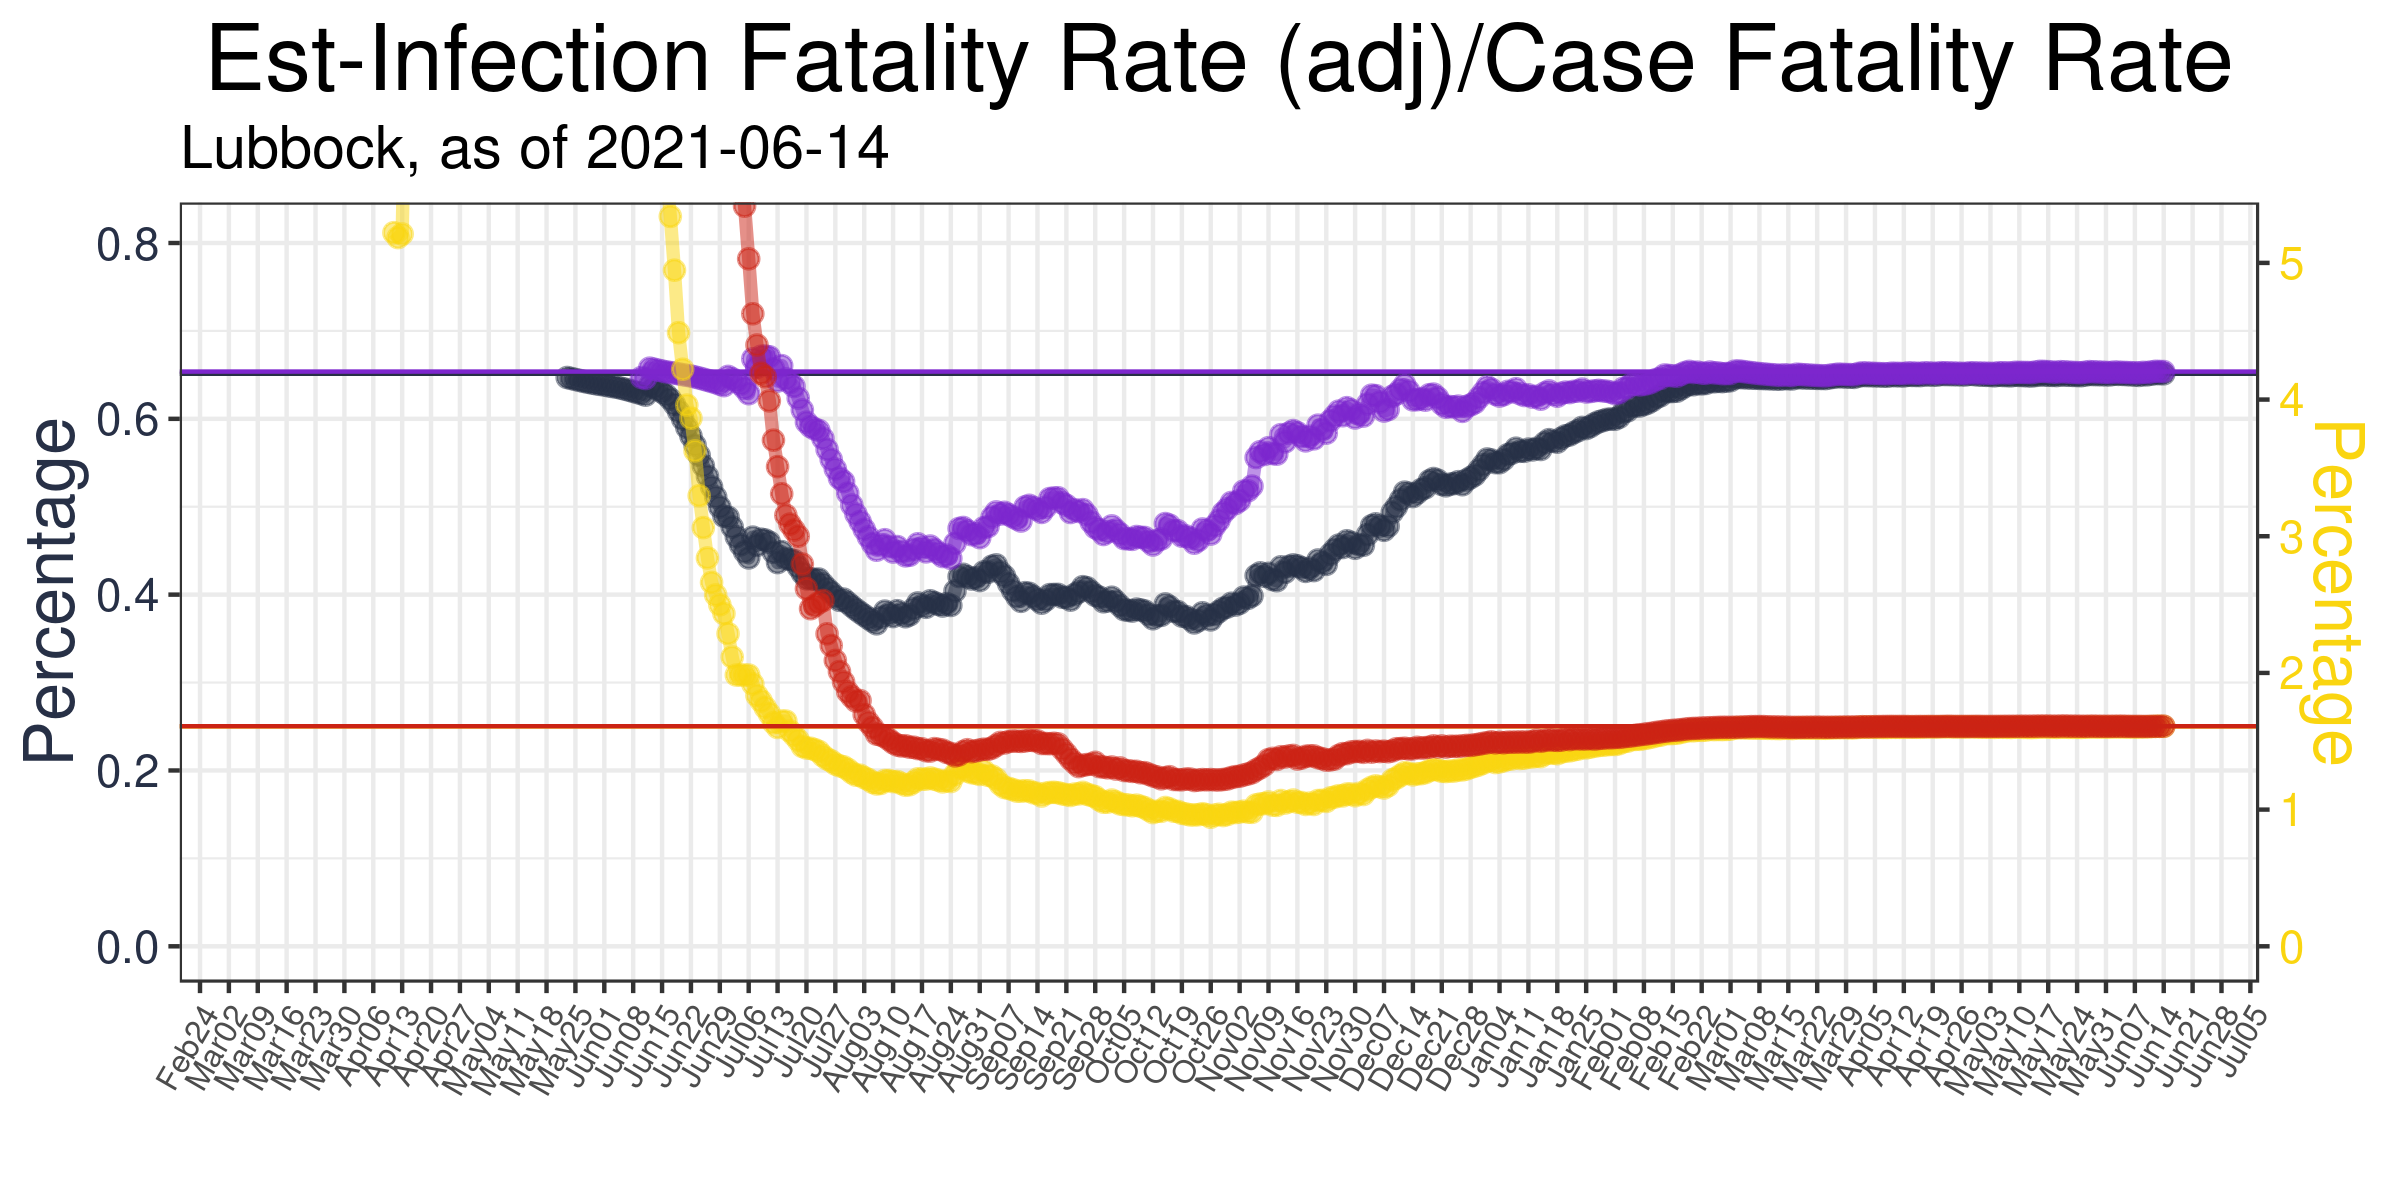 Est-Infection Fatality Rate (adj)/Case Fatality Rate
Lubbock, as of 2021-06-14
Percentage
0.8
0.6
0.4
0.2
0.0
5
4
3
2
1
0
Percentage
Feb24
Mar02
Mar09
Mar16
Mar23
Mar30
Apr06
Apr13
Apr20
Apr27
May04
May11
May18
May25
Jun01
Jun08
Jun15
Jun22
Jun29
Jul06
Jul13
Jul20
Jul27
Aug03
Aug10
Aug17
Aug24
Aug31
Sep07
Sep14
Sep21
Sep28
Oct05
Oct12
Oct19
Oct26
Nov02
Nov09
Nov16
Nov23
Nov30
Dec07
Dec14
Dec21
Dec28
Jan04
Jan11
Jan18
Jan25
Feb01
Feb08
Feb15
Feb22
Mar01
Mar08
Mar15
Mar22
Mar29
Apr05
Apr12
Apr19
Apr26
May03
May10
May17
May24
May31
Jun07
Jun14
Jun21
Jun28
Jul05